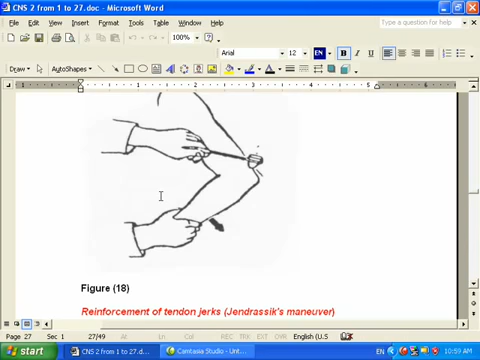 CNS 2 from 1 to 27.doc - Microsoft Word
File Edit View Insert Format Tools Table Window Help
Type a question for help
100%
Arial 12 EN B I U
Draw AutoShapes
Figure (18)
Reinforcement of tendon jerks (Jendrassik's maneuver)
Page 27 Sec 1 27/49 At Ln Col REC TRK EXT OVR English (U.S
start
CNS 2 from 1 to 27.d...
Camtasia Studio - Unt...
EN
10:59 AM